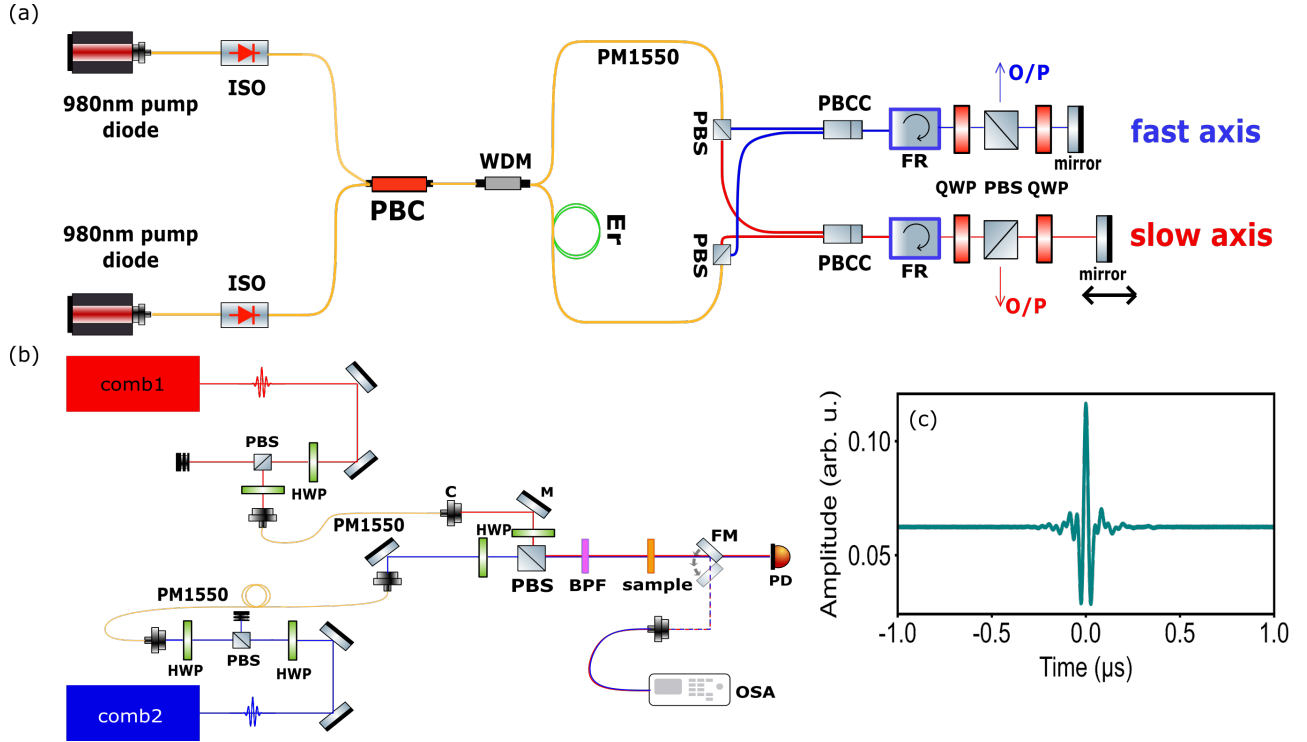 (a)
980nm pump
diode
ISO
980nm pump
diode
ISO
PBC
WDM
Er
PM1550
PBS
PBS
PBCC
PBCC
FR
QWP
PBS
QWP
mirror
O/P
fast axis
FR
QWP
PBS
QWP
mirror
O/P
slow axis
(b)
comb1
PBS
HWP
PM1550
C
M
HWP
PBS
BPF
sample
FM
PD
PM1550
HWP
PBS
HWP
comb2
OSA
(c)
Amplitude (arb. u.)
0.10
0.05
-1.0
-0.5
0.0
0.5
1.0
Time (μs)